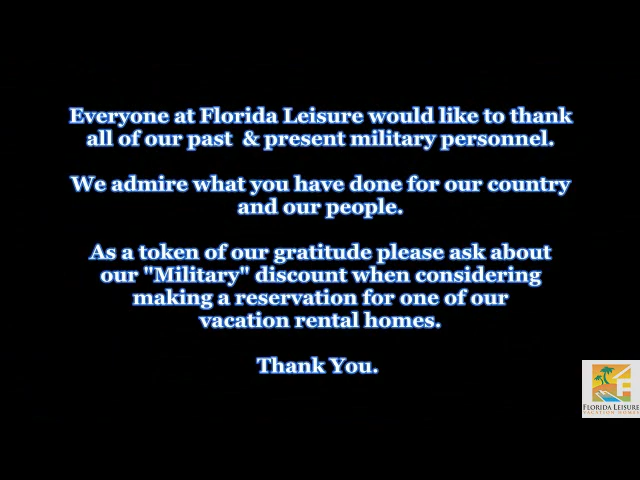 Everyone at Florida Leisure would like to thank
all of our past & present military personnel.
We admire what you have done for our country
and our people.
As a token of our gratitude please ask about
our "Military" discount when considering
making a reservation for one of our
vacation rental homes.
Thank You.
FLORIDA LEISURE
VACATION HOMES